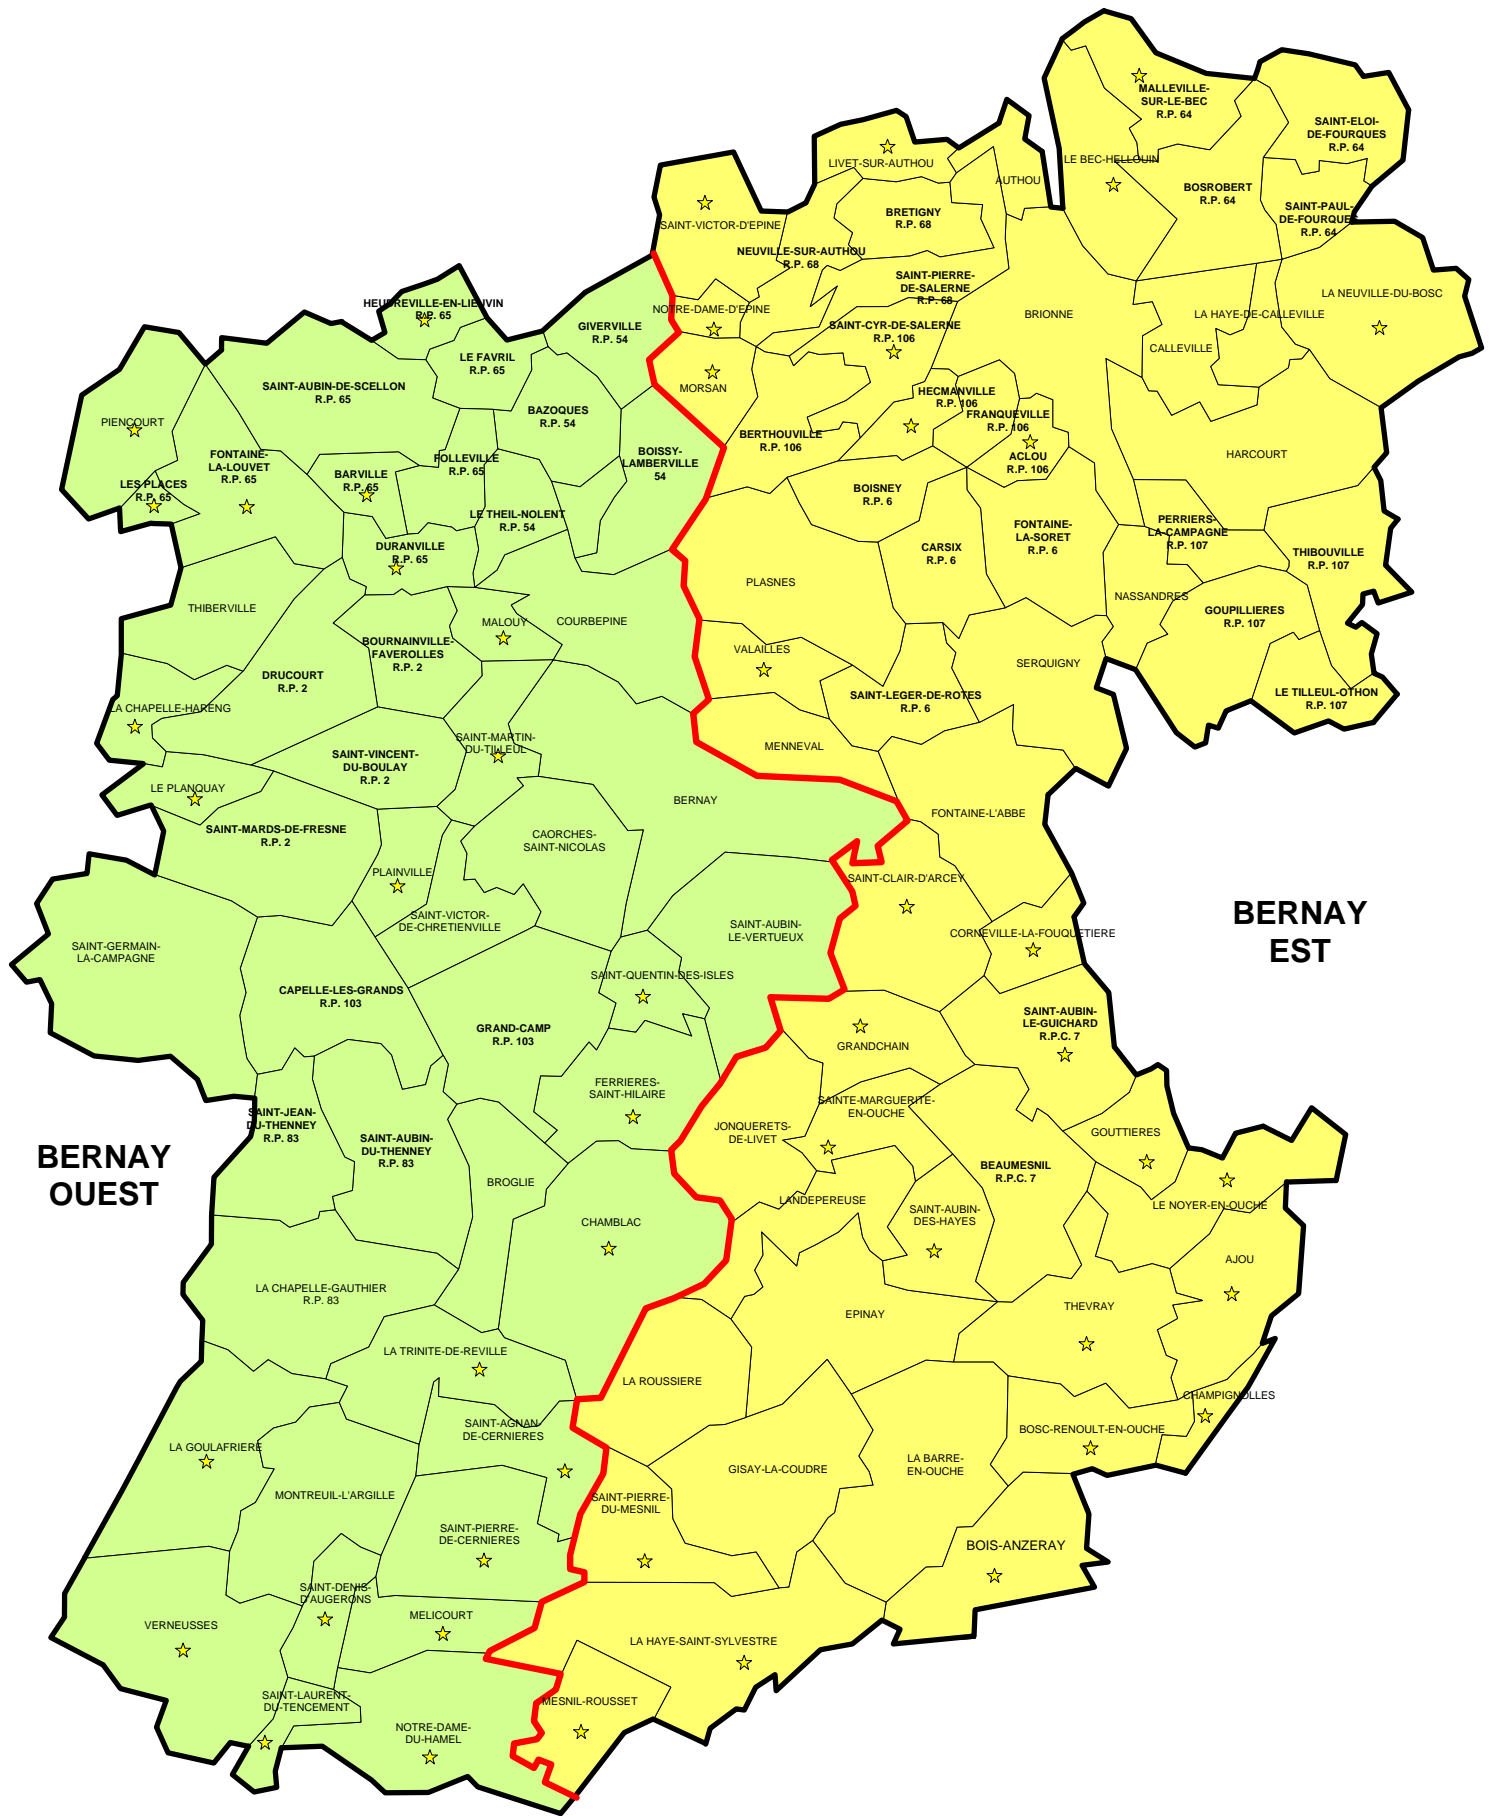 MALLEVILLE-
SUR-LE-BEC
R.P. 64
SAINT-ELOI-
DE-FOURQUES
R.P. 64
LIVET-SUR-AUTHOU
LE BEC-HELLOUIN
AUTHOU
BOSROBERT
R.P. 64
SAINT-PAUL-
DE-FOURQUES
R.P. 64
SAINT-VICTOR-D'EPINE
BRETIGNY
R.P. 68
NEUVILLE-SUR-AUTHOU
R.P. 68
SAINT-PIERRE-
DE-SALERNE
R.P. 68
LA NEUVILLE-DU-BOSC
HEUDREVILLE-EN-LIEUVIN
R.P. 65
GIVERVILLE
R.P. 54
NOTRE-DAME-D'EPINE
SAINT-CYR-DE-SALERNE
R.P. 106
BRIONNE
LA HAYE-DE-CALLEVILLE
CALLEVILLE
LE FAVRIL
R.P. 65
SAINT-AUBIN-DE-SCELLON
R.P. 65
MORSAN
HECMANVILLE
R.P. 106
BAZOQUES
R.P. 54
FRANQUEVILLE
R.P. 106
PIENCOURT
BERTHOUVILLE
R.P. 106
ACLOU
R.P. 106
HARCOURT
FONTAINE-
LA-LOUVET
R.P. 65
BOISSY-
LAMBERVILLE
54
FOLLEVILLE
R.P. 65
BARVILLE
R.P. 65
LES PLACES
R.P. 65
BOISNEY
R.P. 6
LE THEIL-NOLENT
R.P. 54
FONTAINE-
LA-SORET
R.P. 6
PERRIERS-
LA-CAMPAGNE
R.P. 107
DURANVILLE
R.P. 65
CARSIX
R.P. 6
THIBOUVILLE
R.P. 107
PLASNES
NASSANDRES
THIBERVILLE
GOUPILLIERES
R.P. 107
MALOUY
COURBEPINE
BOURNAINVILLE-
FAVEROLLES
R.P. 2
VALAILLES
SERQUIGNY
DRUCOURT
R.P. 2
SAINT-LEGER-DE-ROTES
R.P. 6
LE TILLEUL-OTHON
R.P. 107
LA CHAPELLE-HARENG
SAINT-MARTIN-
DU-TILLEUL
MENNEVAL
SAINT-VINCENT-
DU-BOULAY
R.P. 2
LE PLANQUAY
BERNAY
FONTAINE-L'ABBE
SAINT-MARDS-DE-FRESNE
R.P. 2
CAORCHES-
SAINT-NICOLAS
PLAINVILLE
SAINT-CLAIR-D'ARCEY
BERNAY
EST
SAINT-VICTOR-
DE-CHRETIENVILLE
SAINT-AUBIN-
LE-VERTUEUX
CORNEVILLE-LA-FOUQUETIERE
SAINT-GERMAIN-
LA-CAMPAGNE
SAINT-QUENTIN-DES-ISLES
CAPELLE-LES-GRANDS
R.P. 103
SAINT-AUBIN-
LE-GUICHARD
R.P.C. 7
GRAND-CAMP
R.P. 103
GRANDCHAIN
FERRIERES-
SAINT-HILAIRE
SAINTE-MARGUERITE-
EN-OUCHE
SAINT-JEAN-
DU-THENNEY
R.P. 83
JONQUERETS-
DE-LIVET
GOUTTIERES
SAINT-AUBIN-
DU-THENNEY
R.P. 83
BERNAY
OUEST
BEAUMESNIL
R.P.C. 7
BROGLIE
LANDEPEREUSE
LE NOYER-EN-OUCHE
SAINT-AUBIN-
DES-HAYES
CHAMBLAC
AJOU
LA CHAPELLE-GAUTHIER
R.P. 83
THEVRAY
EPINAY
LA TRINITE-DE-REVILLE
LA ROUSSIERE
CHAMPIGNOLLES
SAINT-AGNAN-
DE-CERNIERES
BOSC-RENOULT-EN-OUCHE
LA GOULAFRIERE
LA BARRE-
EN-OUCHE
GISAY-LA-COUDRE
MONTREUIL-L'ARGILLE
SAINT-PIERRE-
DU-MESNIL
SAINT-PIERRE-
DE-CERNIERES
BOIS-ANZERAY
SAINT-DENIS-
D'AUGERONS
MELICOURT
VERNEUSSES
LA HAYE-SAINT-SYLVESTRE
SAINT-LAURENT-
DU-TENCEMENT
MESNIL-ROUSSET
NOTRE-DAME-
DU-HAMEL